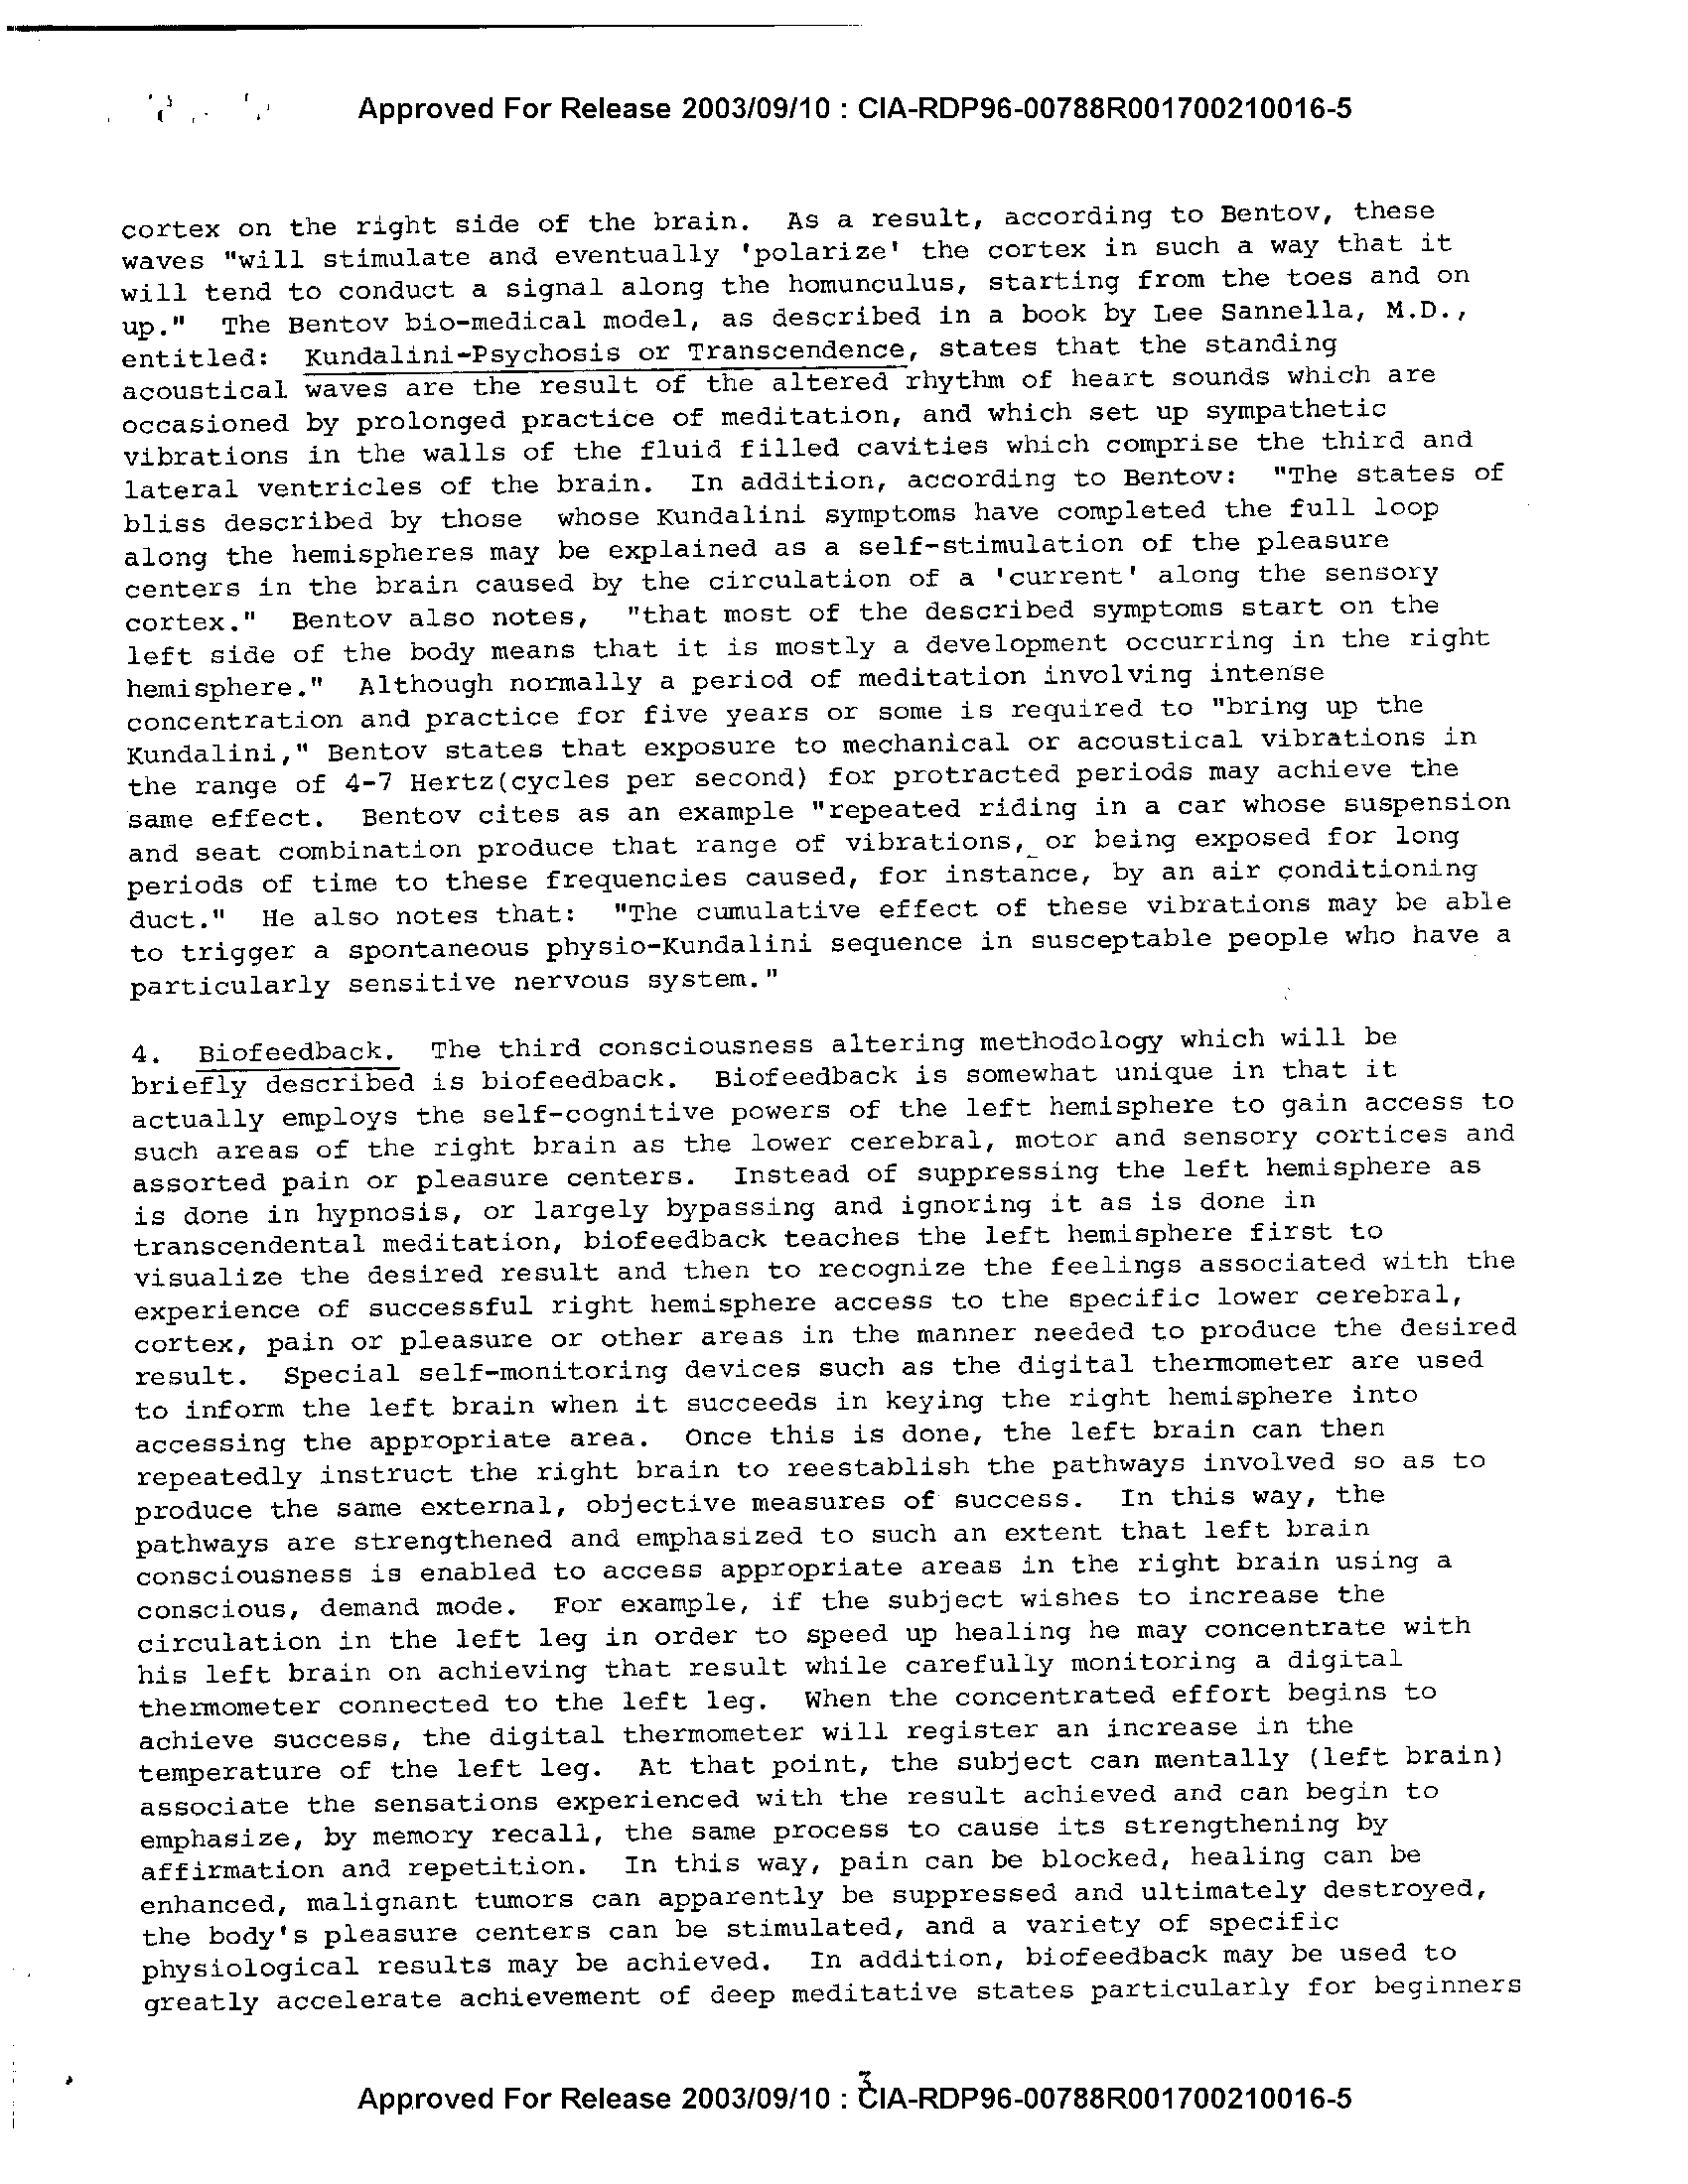 Approved For Release 2003/09/10 : CIA-RDP96-00788R001700210016-5
cortex on the right side of the brain. As a result, according to Bentov, these
waves "will stimulate and eventually 'polarize' the cortex in such a way that it
will tend to conduct a signal along the homunculus, starting from the toes and on
up." The Bentov bio-medical model, as described in a book by Lee Sannella, M.D.,
entitled: Kundalini-Psychosis or Transcendence, states that the standing
acoustical waves are the result of the altered rhythm of heart sounds which are
occasioned by prolonged practice of meditation, and which set up sympathetic
vibrations in the walls of the fluid filled cavities which comprise the third and
lateral ventricles of the brain. In addition, according to Bentov: "The states of
bliss described by those whose Kundalini symptoms have completed the full loop
along the hemispheres may be explained as a self-stimulation of the pleasure
centers in the brain caused by the circulation of a 'current' along the sensory
cortex." Bentov also notes, "that most of the described symptoms start on the
left side of the body means that it is mostly a development occurring in the right
hemisphere." Although normally a period of meditation involving intense
concentration and practice for five years or some is required to "bring up the
Kundalini," Bentov states that exposure to mechanical or acoustical vibrations in
the range of 4-7 Hertz(cycles per second) for protracted periods may achieve the
same effect. Bentov cites as an example "repeated riding in a car whose suspension
and seat combination produce that range of vibrations, or being exposed for long
periods of time to these frequencies caused, for instance, by an air conditioning
duct." He also notes that: "The cumulative effect of these vibrations may be able
to trigger a spontaneous physio-Kundalini sequence in susceptable people who have a
particularly sensitive nervous system."
4. Biofeedback. The third consciousness altering methodology which will be
briefly described is biofeedback. Biofeedback is somewhat unique in that it
actually employs the self-cognitive powers of the left hemisphere to gain access to
such areas of the right brain as the lower cerebral, motor and sensory cortices and
assorted pain or pleasure centers. Instead of suppressing the left hemisphere as
is done in hypnosis, or largely bypassing and ignoring it as is done in
transcendental meditation, biofeedback teaches the left hemisphere first to
visualize the desired result and then to recognize the feelings associated with the
experience of successful right hemisphere access to the specific lower cerebral,
cortex, pain or pleasure or other areas in the manner needed to produce the desired
result. Special self-monitoring devices such as the digital thermometer are used
to inform the left brain when it succeeds in keying the right hemisphere into
accessing the appropriate area. Once this is done, the left brain can then
repeatedly instruct the right brain to reestablish the pathways involved so as to
produce the same external, objective measures of success. In this way, the
pathways are strengthened and emphasized to such an extent that left brain
consciousness is enabled to access appropriate areas in the right brain using a
conscious, demand mode. For example, if the subject wishes to increase the
circulation in the left leg in order to speed up healing he may concentrate with
his left brain on achieving that result while carefully monitoring a digital
thermometer connected to the left leg. When the concentrated effort begins to
achieve success, the digital thermometer will register an increase in the
temperature of the left leg. At that point, the subject can mentally (left brain)
associate the sensations experienced with the result achieved and can begin to
emphasize, by memory recall, the same process to cause its strengthening by
affirmation and repetition. In this way, pain can be blocked, healing can be
enhanced, malignant tumors can apparently be suppressed and ultimately destroyed,
the body's pleasure centers can be stimulated, and a variety of specific
physiological results may be achieved. In addition, biofeedback may be used to
greatly accelerate achievement of deep meditative states particularly for beginners
3
Approved For Release 2003/09/10 : CIA-RDP96-00788R001700210016-5